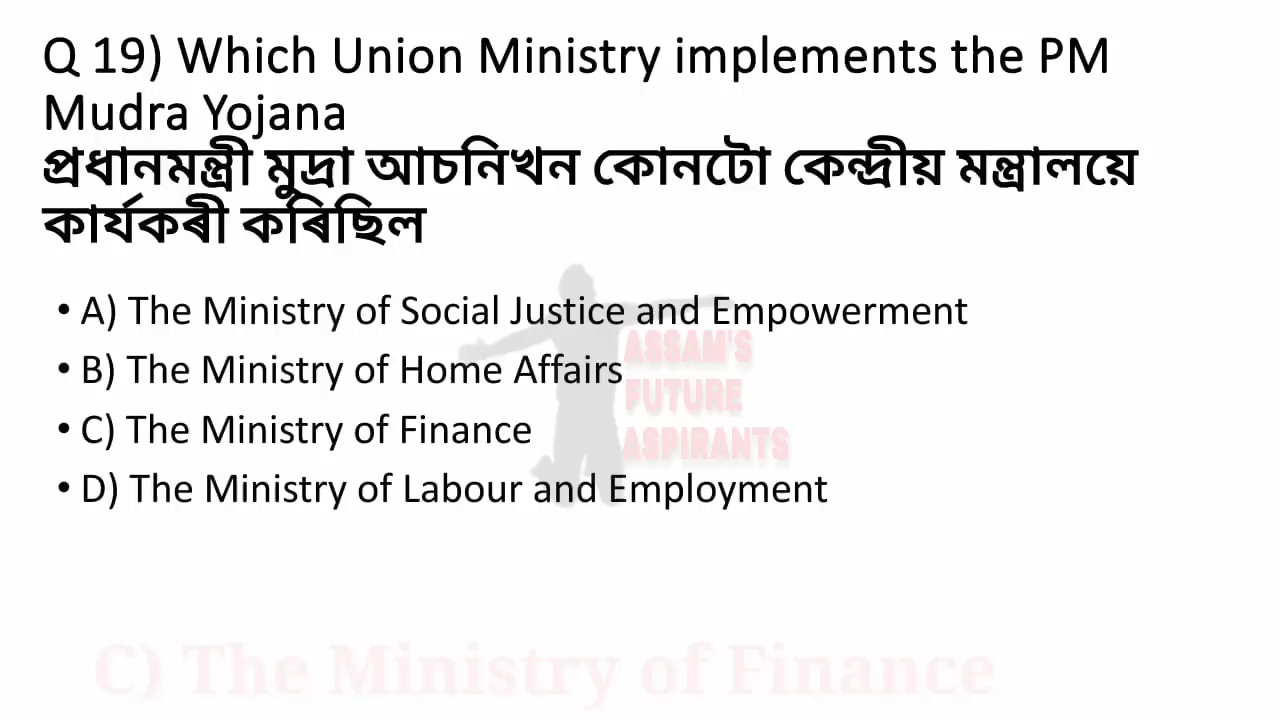 Q 19) Which Union Ministry implements the PM
Mudra Yojana
প্ৰধানমন্ত্ৰী মুদ্ৰা আচনিখন কোনটো কেন্দ্ৰীয় মন্ত্ৰালয়ে
কাৰ্যকৰী কৰিছিল
• A) The Ministry of Social Justice and Empowerment
• B) The Ministry of Home Affairs
• C) The Ministry of Finance
• D) The Ministry of Labour and Employment
ASSAM'S
FUTURE
ASPIRANTS
C) The Ministry of Finance